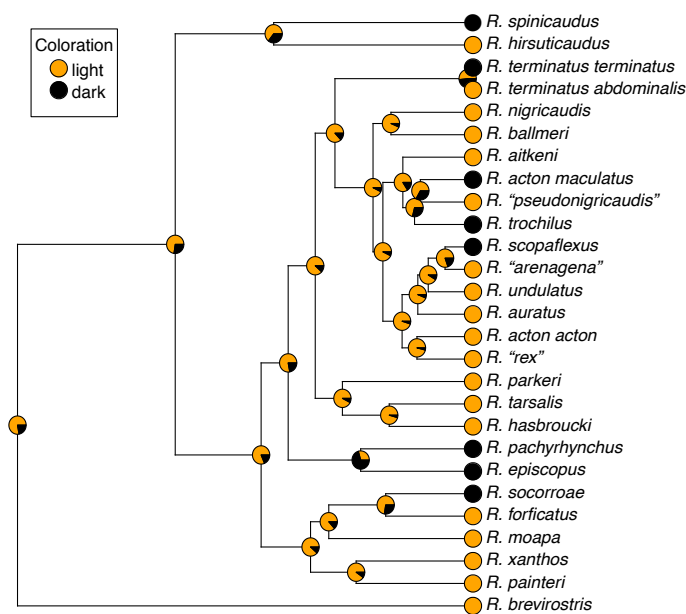 Coloration
light
dark
R. spinicaudus
R. hirsuticaudus
R. terminatus terminatus
R. terminatus abdominalis
R. nigricaudis
R. ballmeri
R. aitkeni
R. acton maculatus
R. “pseudonigricaudis”
R. trochilus
R. scopaflexus
R. “arenagena”
R. undulatus
R. auratus
R. acton acton
R. “rex”
R. parkeri
R. tarsalis
R. hasbroucki
R. pachyrhynchus
R. episcopus
R. socorroae
R. forficatus
R. moapa
R. xanthos
R. painteri
R. brevirostris